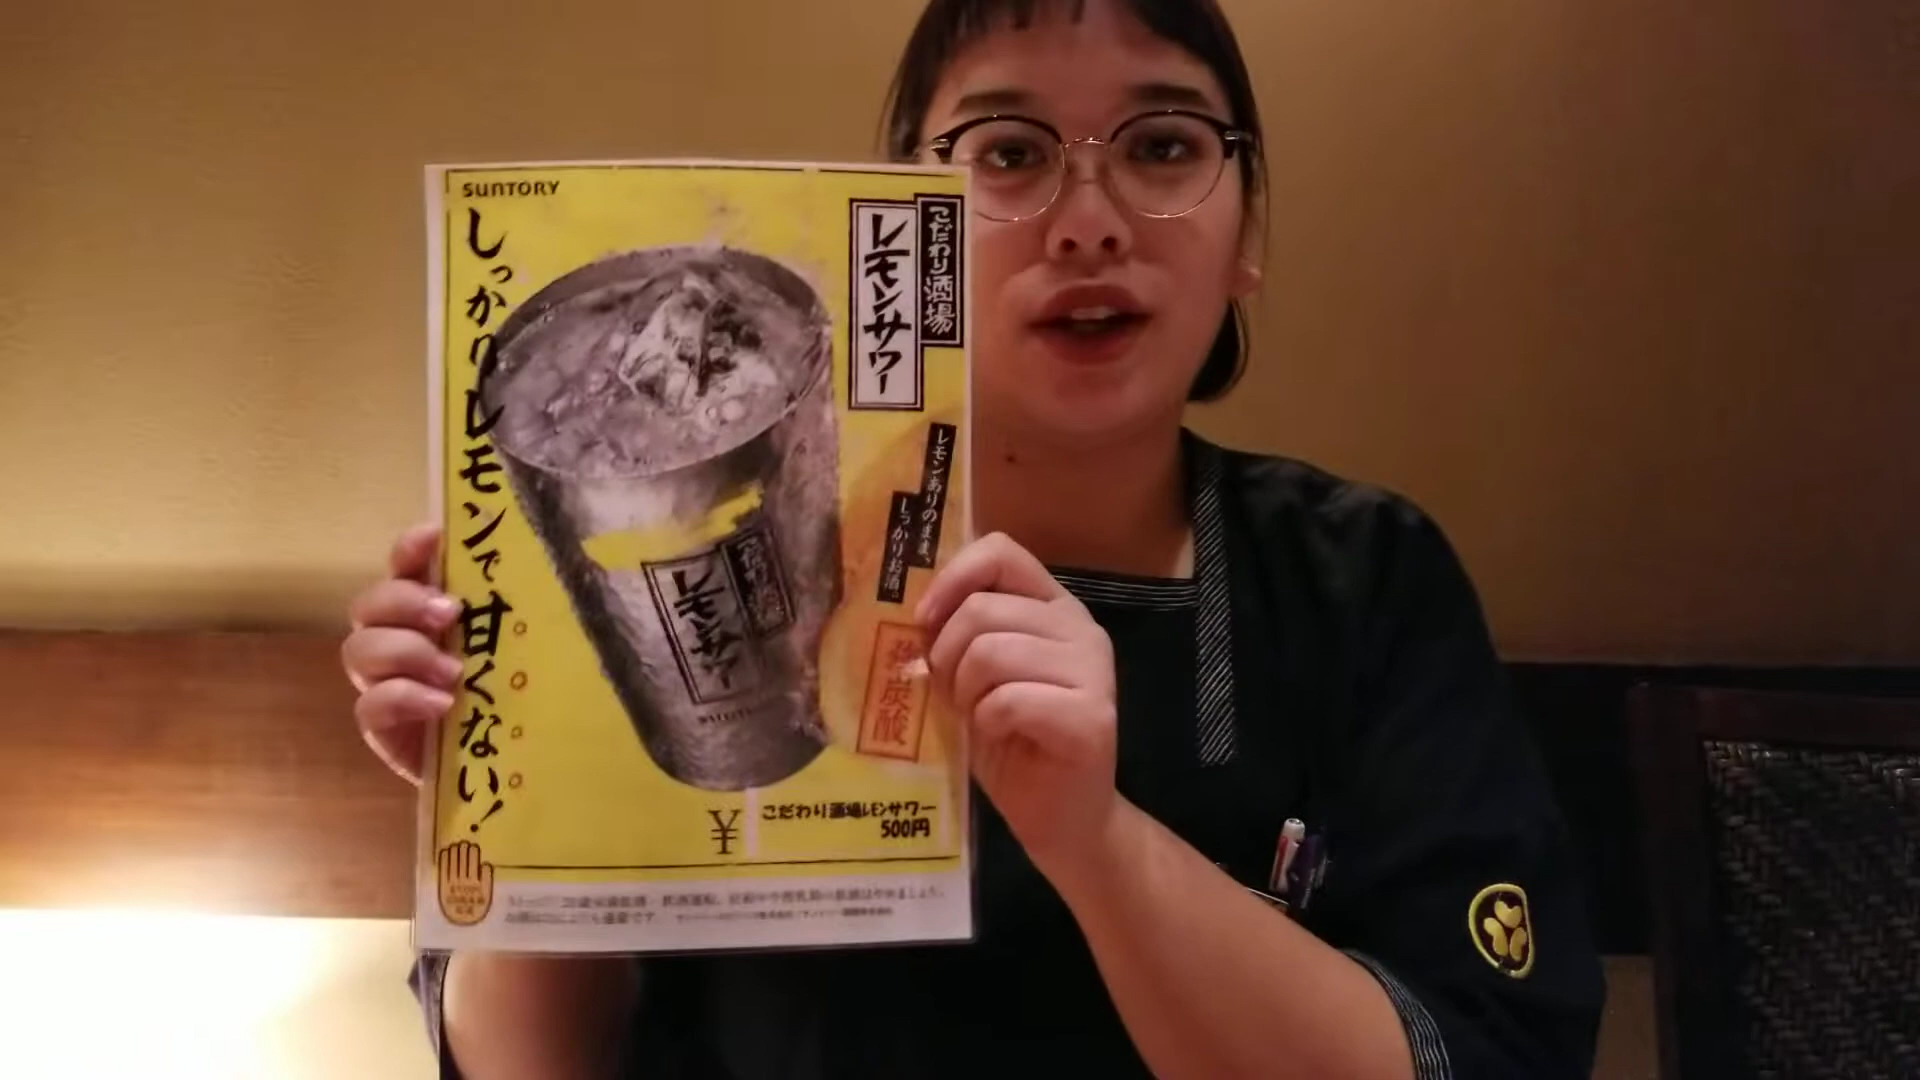 SUNTORY
こだわり酒場
レモンサワー
しっかりレモンで甘くない!
レモンありのまま、
しっかりお酒。
こだわり酒場
レモンサワー
強炭酸
¥
こだわり酒場レモンサワー
500円